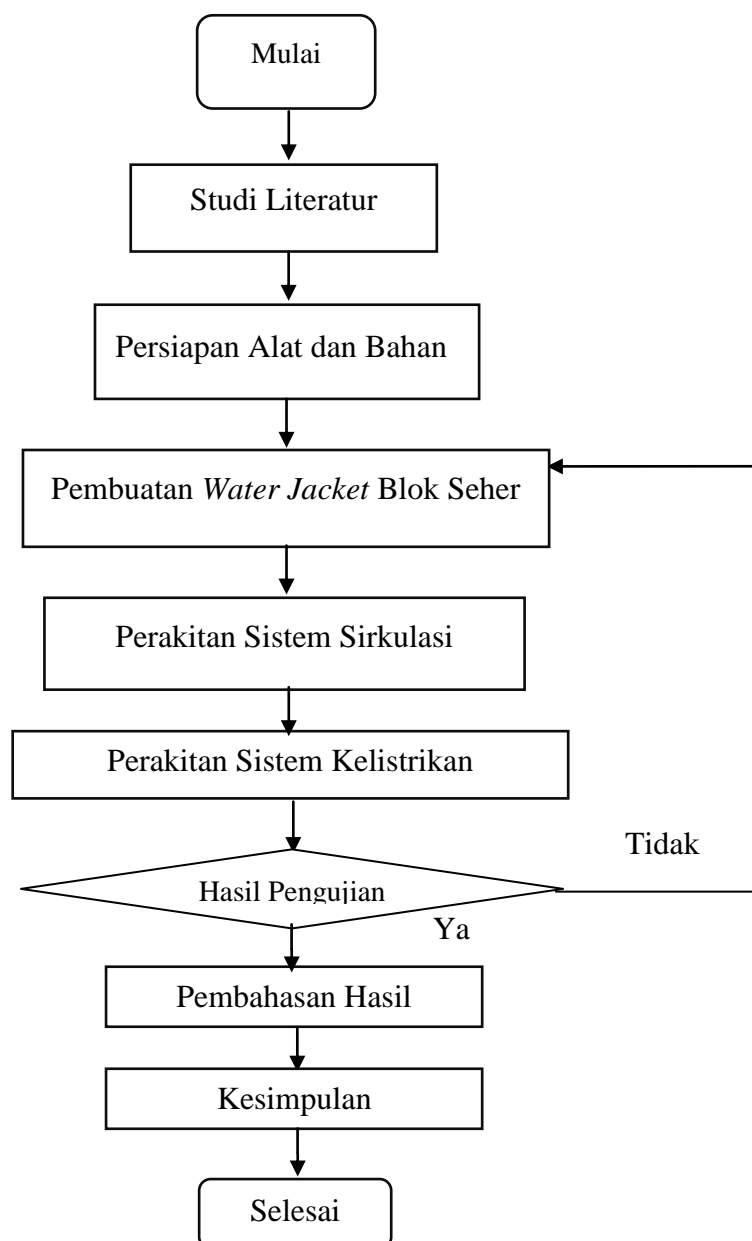 Mulai
Studi Literatur
Persiapan Alat dan Bahan
Pembuatan Water Jacket Blok Seher
Perakitan Sistem Sirkulasi
Perakitan Sistem Kelistrikan
Tidak
Hasil Pengujian
Ya
Pembahasan Hasil
Kesimpulan
Selesai